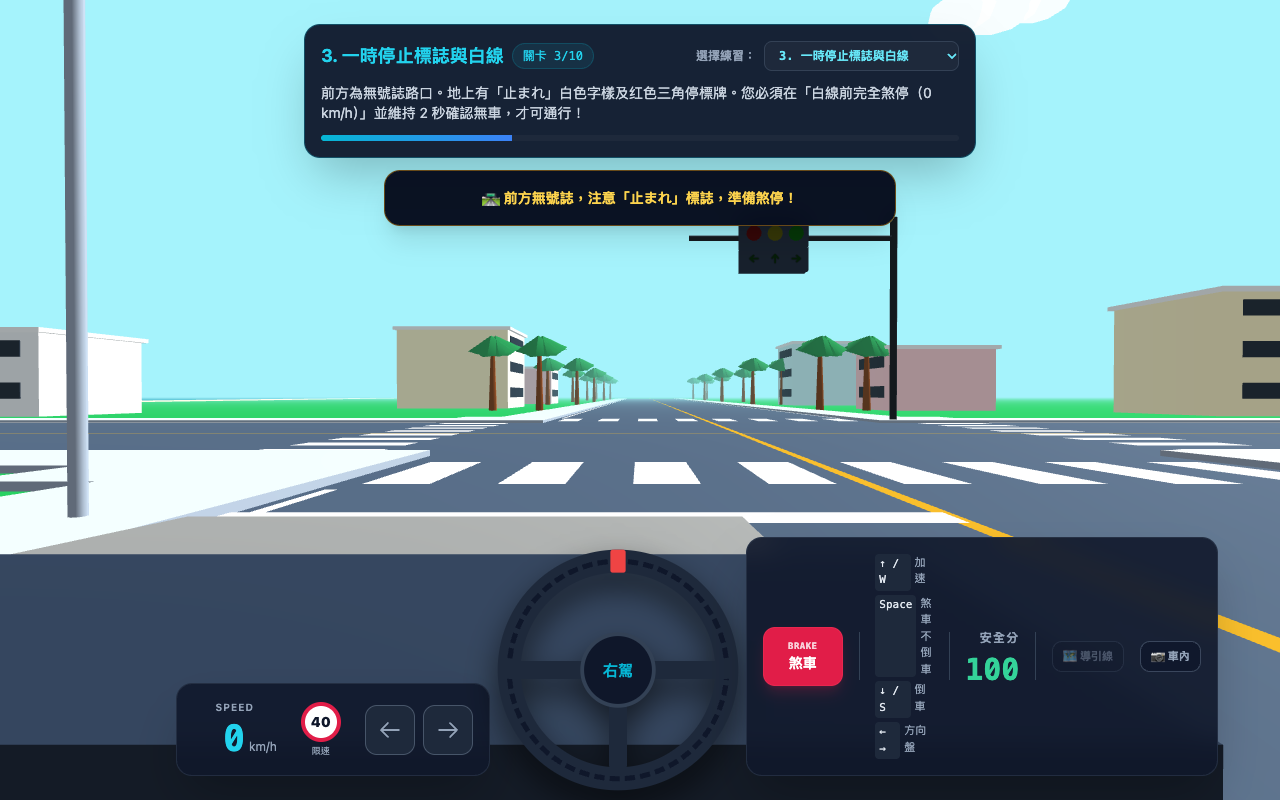 3. 一時停止標誌與白線
關卡 3/10
選擇練習：
3. 一時停止標誌與白線
前方為無號誌路口。地上有「止まれ」白色字樣及红色三角停標牌。您必須在「白線前完全煞停（0
km/h）」並維持 2 秒確認無車，才可通行！
前方無號誌，注意「止まれ」標誌，準備煞停！
SPEED
0 km/h
40
限速
← →
右駕
BRAKE
煞車
↑ / W 加速
Space 煞車不倒車
↓ / S 倒車
← → 方向盤
安全分
100
導引線
車內